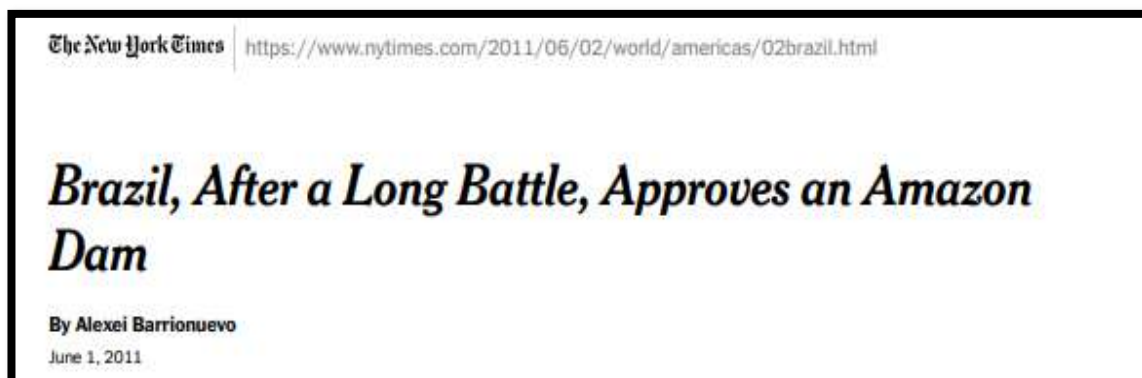 The New York Times https://www.nytimes.com/2011/06/02/world/americas/02brazil.html
Brazil, After a Long Battle, Approves an Amazon
Dam
By Alexei Barrionuevo
June 1, 2011